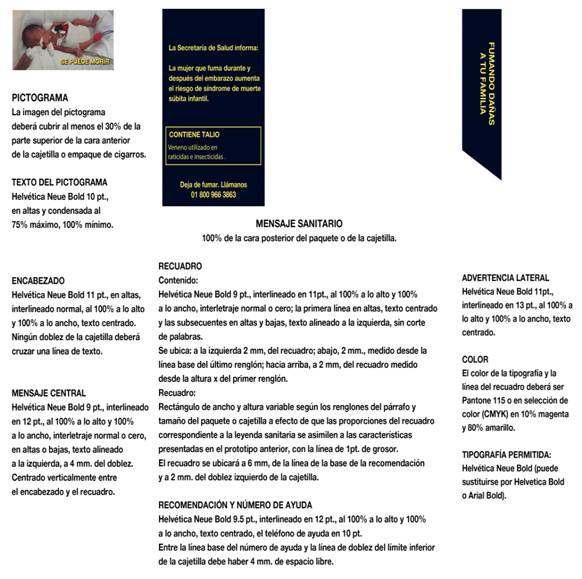 SE PUEDE MORIR
PICTOGRAMA
La imagen del pictograma
deberá cubrir al menos el 30% de la
parte superior de la cara anterior
de la cajetilla o empaque de cigarros.
TEXTO DEL PICTOGRAMA
Helvética Neue Bold 10 pt.,
en altas y condensada al
75% máximo, 100% mínimo.
La Secretaría de Salud informa:
La mujer que fuma durante y
después del embarazo aumenta
el riesgo de síndrome de muerte
súbita infantil.
CONTIENE TALIO
Veneno utilizado en
raticidas e insecticidas .
Deja de fumar. Llámanos
01 800 966 3863
FUMANDO DAÑAS
A TU FAMILIA
MENSAJE SANITARIO
100% de la cara posterior del paquete o de la cajetilla.
ENCABEZADO
Helvética Neue Bold 11 pt., en altas,
interlineado normal, al 100% a lo alto
y 100% a lo ancho, texto centrado.
Ningún doblez de la cajetilla deberá
cruzar una línea de texto.
MENSAJE CENTRAL
Helvética Neue Bold 9 pt., interlineado
en 12 pt., al 100% a lo alto y 100%
a lo ancho, interletraje normal o cero,
en altas o bajas, texto alineado
a la izquierda, a 4 mm. del doblez.
Centrado verticalmente entre
el encabezado y el recuadro.
RECUADRO
Contenido:
Helvética Neue Bold 9 pt., interlineado en 11pt., al 100% a lo alto y 100%
a lo ancho, interletraje normal o cero; la primera línea en altas, texto centrado
y las subsecuentes en altas y bajas, texto alineado a la izquierda, sin corte
de palabras.
Se ubica: a la izquierda 2 mm, del recuadro; abajo, 2 mm., medido desde la
línea base del último renglón; hacia arriba, a 2 mm, del recuadro medido
desde la altura x del primer renglón.
Recuadro:
Rectángulo de ancho y altura variable según los renglones del párrafo y
tamaño del paquete o cajetilla a efecto de que las proporciones del recuadro
correspondiente a la leyenda sanitaria se asimilen a las características
presentadas en el prototipo anterior, con la línea de 1pt. de grosor.
El recuadro se ubicará a 6 mm, de la línea de la base de la recomendación
y a 2 mm. del doblez izquierdo de la cajetilla.
RECOMENDACIÓN Y NÚMERO DE AYUDA
Helvética Neue Bold 9.5 pt., interlineado en 12 pt., al 100% a lo alto y 100%
a lo ancho, texto centrado, el teléfono de ayuda en 10 pt.
Entre la línea base del número de ayuda y la línea de doblez del límite inferior
de la cajetilla debe haber 4 mm. de espacio libre.
ADVERTENCIA LATERAL
Helvética Neue Bold 11pt.,
interlineado en 13 pt., al 100% a
lo alto y 100% a lo ancho, texto
centrado.
COLOR
El color de la tipografía y la
línea del recuadro deberá ser
Pantone 115 o en selección de
color (CMYK) en 10% magenta
y 80% amarillo.
TIPOGRAFÍA PERMITIDA:
Helvética Neue Bold (puede
sustituirse por Helvetica Bold
o Arial Bold).